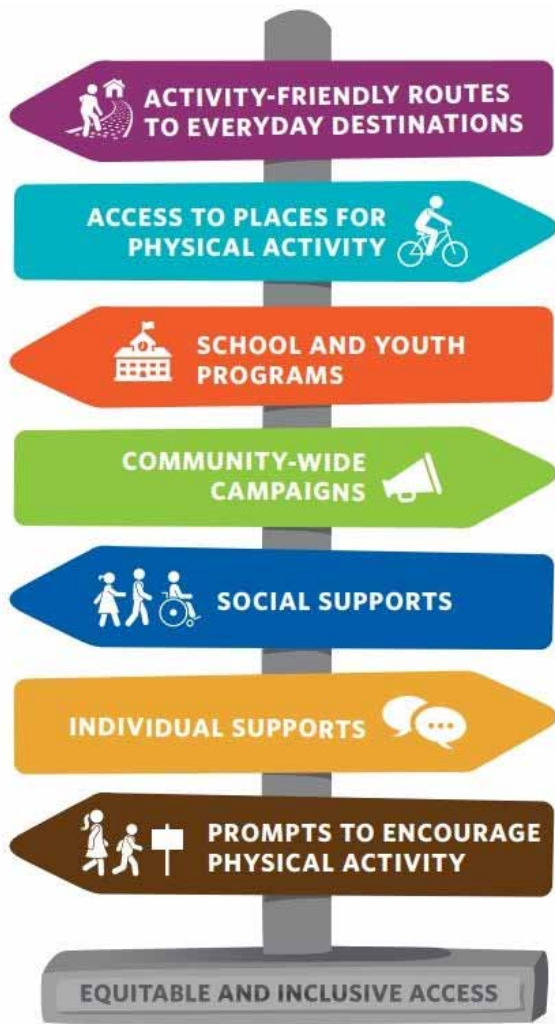 ACTIVITY-FRIENDLY ROUTES
TO EVERYDAY DESTINATIONS
ACCESS TO PLACES FOR
PHYSICAL ACTIVITY
SCHOOL AND YOUTH
PROGRAMS
COMMUNITY-WIDE
CAMPAIGNS
SOCIAL SUPPORTS
INDIVIDUAL SUPPORTS
PROMPTS TO ENCOURAGE
PHYSICAL ACTIVITY
EQUITABLE AND INCLUSIVE ACCESS